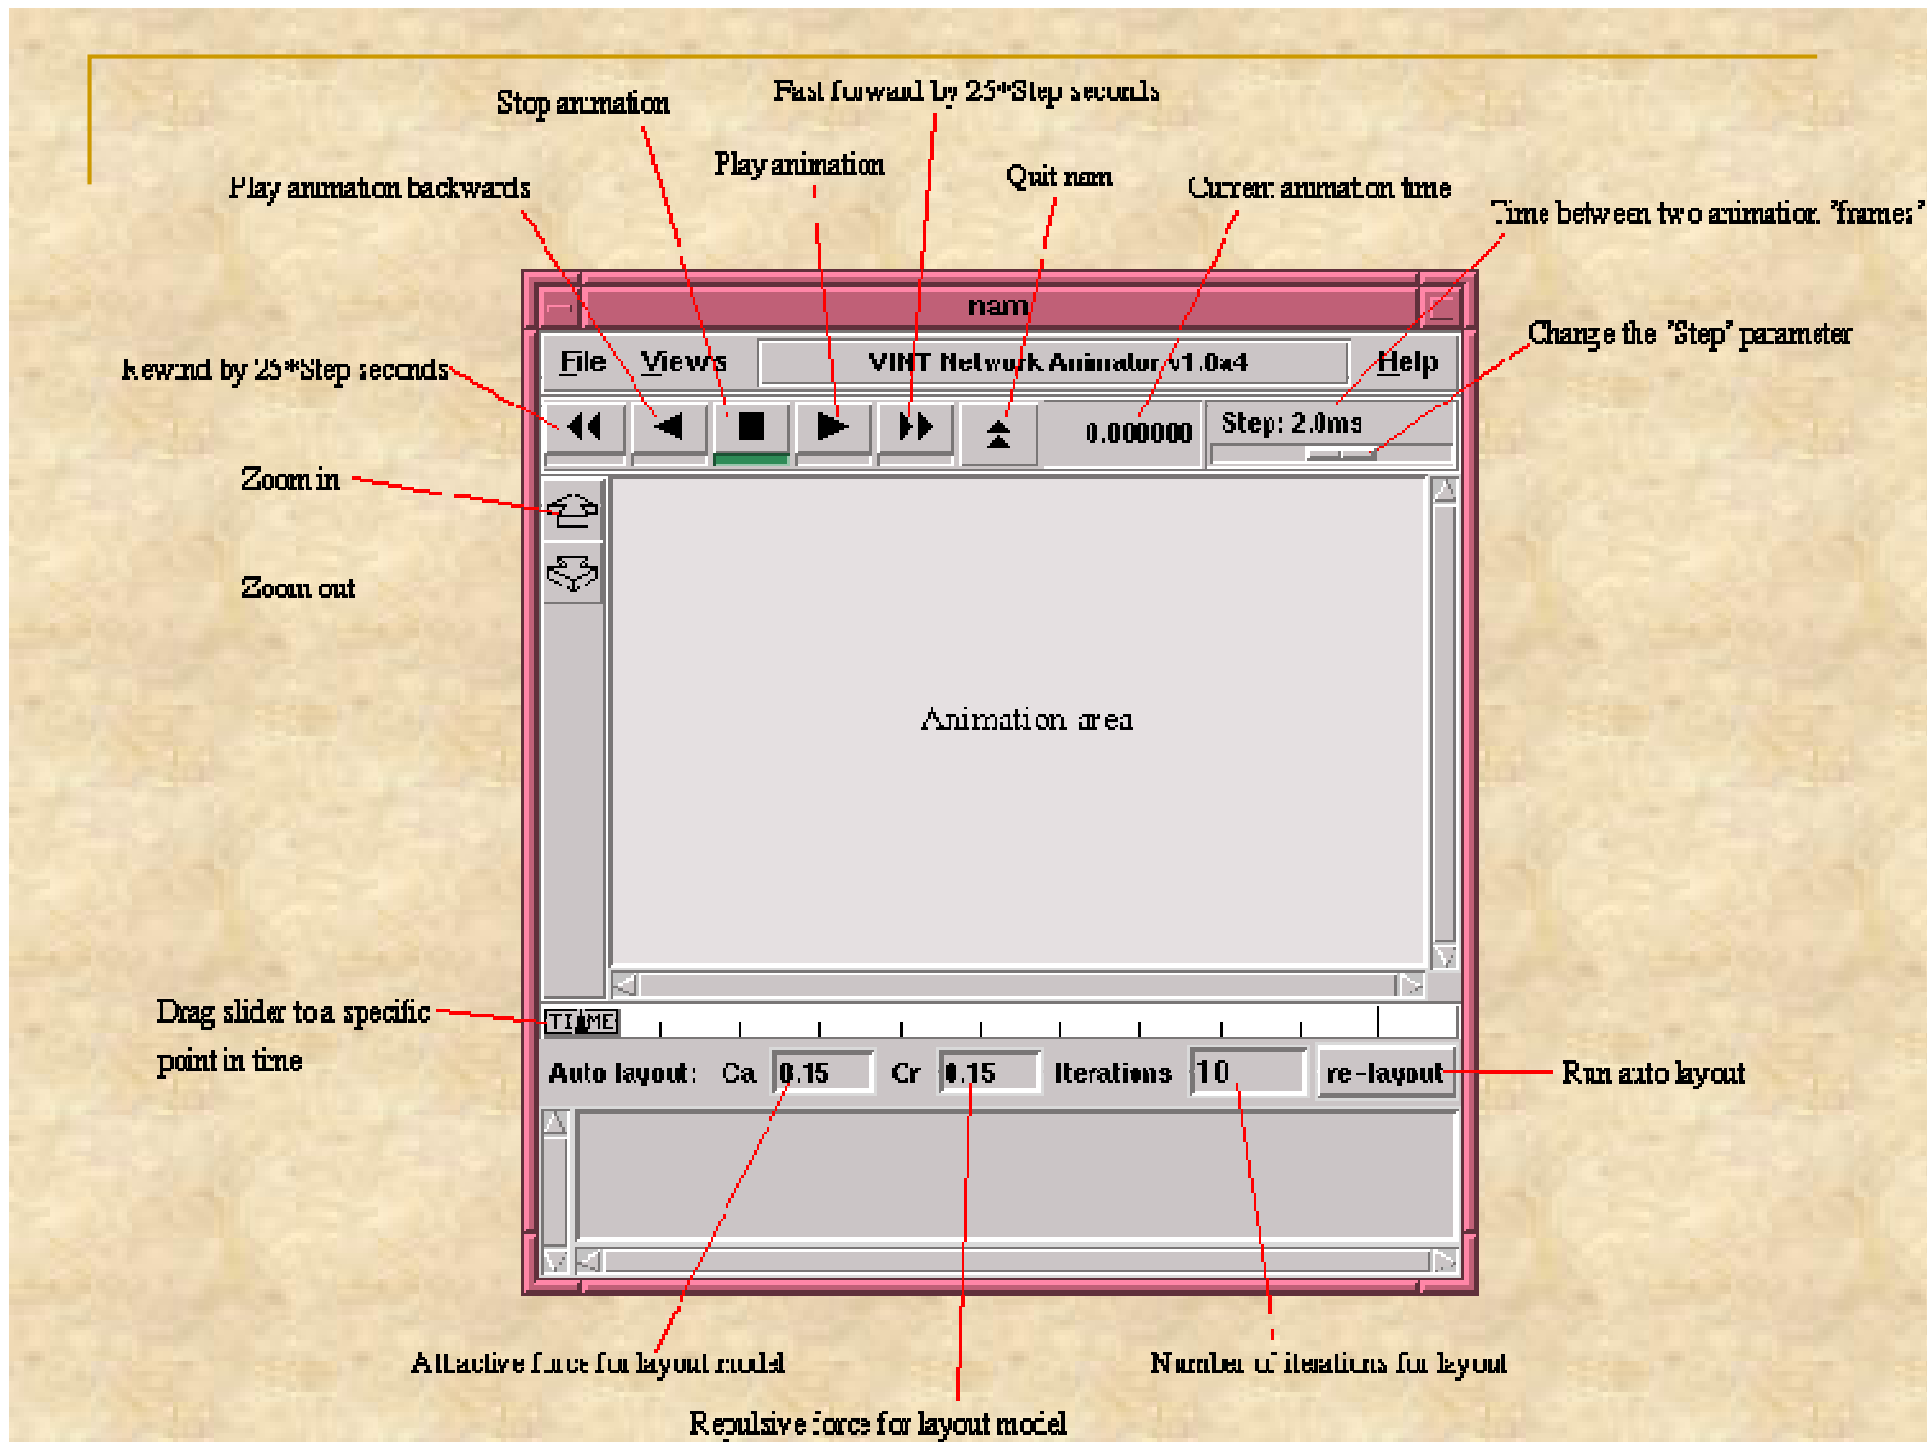 Fast forward by 25*Step seconds
Stop animation
Play animation
Quit nam
Play animation backwards
Current animation time
Time between two animation "frames"
nam
Change the "Step" parameter
File Views VINT Network Animator v1.0a4 Help
Rewind by 25*Step seconds
0.000000 Step: 2.0ms
Zoom in
Zoom out
Animation area
Drag slider to a specific
point in time
TIME
Auto layout: Ca 0.15 Cr 0.15 Iterations 10 re-layout
Run auto layout
Attractive force for layout model
Number of iterations for layout
Repulsive force for layout model